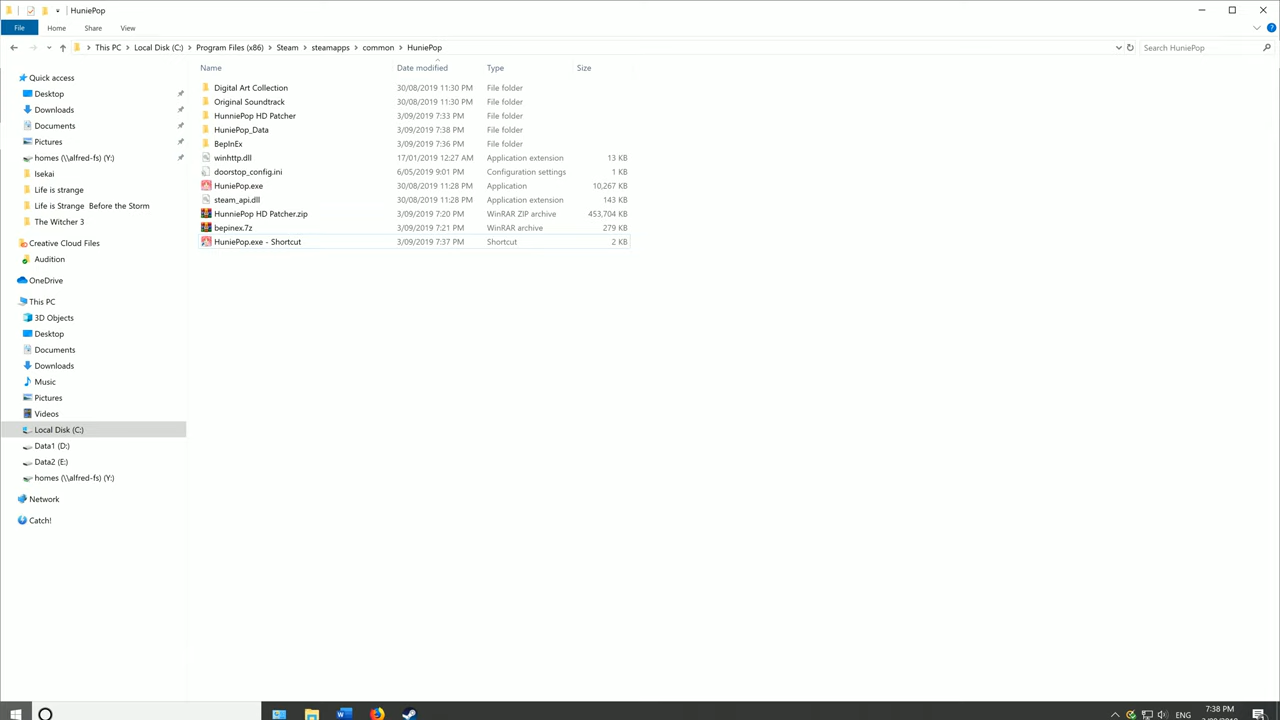 HuniePop
File Home Share View
This PC Local Disk (C:) Program Files (x86) Steam steamapps common HuniePop Search HuniePop
Name Date modified Type Size
Quick access
Desktop
Downloads
Documents
Pictures
homes (\\alfred-fs) (Y:)
Isekai
Life is strange
Life is Strange Before the Storm
The Witcher 3
Creative Cloud Files
Audition
OneDrive
This PC
3D Objects
Desktop
Documents
Downloads
Music
Pictures
Videos
Local Disk (C:)
Data1 (D:)
Data2 (E:)
homes (\\alfred-fs) (Y:)
Network
Catch!
Digital Art Collection 30/08/2019 11:30 PM File folder
Original Soundtrack 30/08/2019 11:30 PM File folder
HunniePop HD Patcher 3/09/2019 7:33 PM File folder
HuniePop_Data 3/09/2019 7:38 PM File folder
BepInEx 3/09/2019 7:36 PM File folder
winhttp.dll 17/01/2019 12:27 AM Application extension 13 KB
doorstop_config.ini 6/05/2019 9:01 PM Configuration settings 1 KB
HuniePop.exe 30/08/2019 11:28 PM Application 10,267 KB
steam_api.dll 30/08/2019 11:28 PM Application extension 143 KB
HunniePop HD Patcher.zip 3/09/2019 7:20 PM WinRAR ZIP archive 453,704 KB
bepinex.7z 3/09/2019 7:21 PM WinRAR archive 279 KB
HuniePop.exe - Shortcut 3/09/2019 7:37 PM Shortcut 2 KB
ENG 7:38 PM